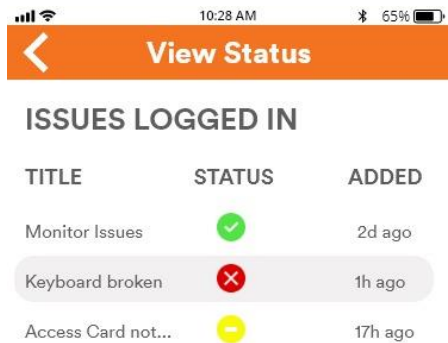 10:28 AM 65%
View Status
ISSUES LOGGED IN
TITLE STATUS ADDED
Monitor Issues 2d ago
Keyboard broken 1h ago
Access Card not... 17h ago